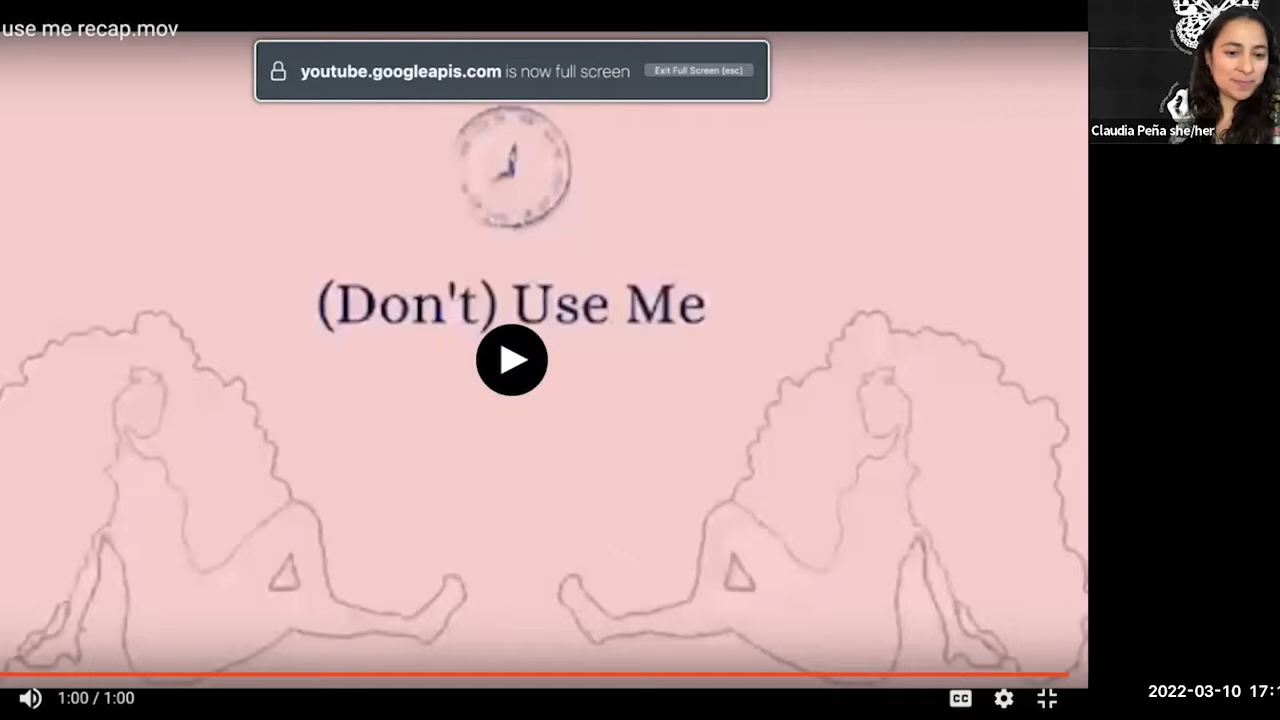 use me recap.mov
youtube.googleapis.com is now full screen
Exit Full Screen (esc)
(Don't) Use Me
Claudia Peña she/her
1:00 / 1:00
CC
2022-03-10 17:1